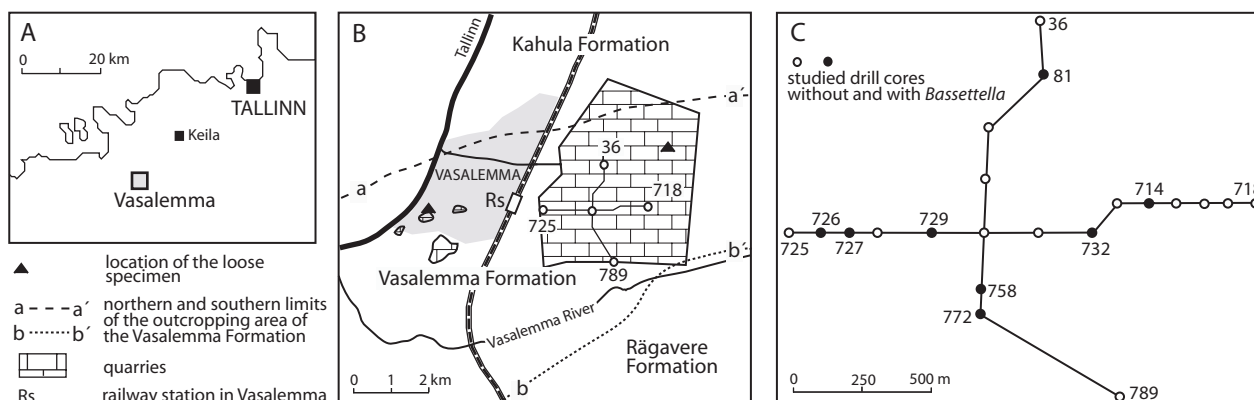 A
0
20 km
TALLINN
Keila
Vasalemma
location of the loose
specimen
a
a´
northern and southern limits
of the outcropping area of
b
b´
the Vasalemma Formation
quarries
Rs
railway station in Vasalemma
B
Tallinn
Kahula Formation
a´
36
VASALEMMA
a
718
Rs
725
b´
789
Vasalemma Formation
Vasalemma River
Rägavere
Formation
0
1
2 km
b
C
36
studied drill cores
without and with Bassettella
81
714
718
726
729
725
727
732
758
772
0
250
500 m
789